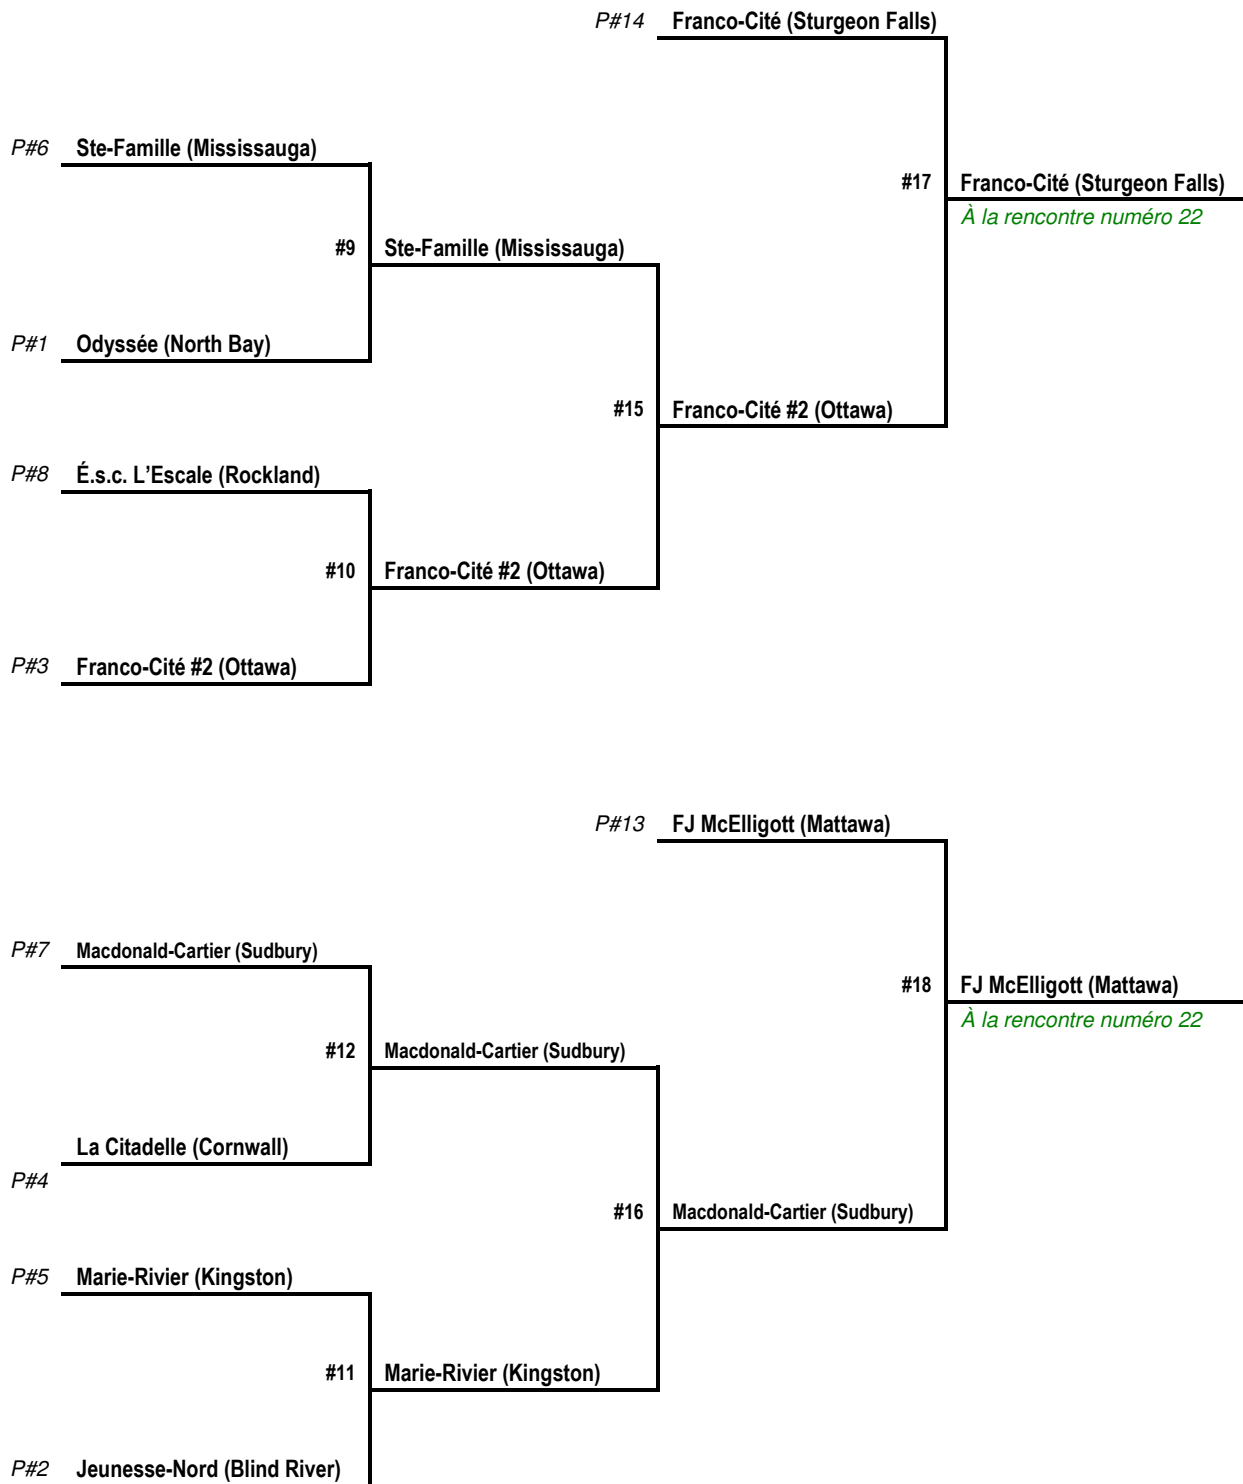 P#14 Franco-Cité (Sturgeon Falls)
P#6 Ste-Famille (Mississauga)
#17 Franco-Cité (Sturgeon Falls)
À la rencontre numéro 22
#9 Ste-Famille (Mississauga)
P#1 Odyssée (North Bay)
#15 Franco-Cité #2 (Ottawa)
P#8 É.s.c. L'Escale (Rockland)
#10 Franco-Cité #2 (Ottawa)
P#3 Franco-Cité #2 (Ottawa)
P#13 FJ McElligott (Mattawa)
P#7 Macdonald-Cartier (Sudbury)
#18 FJ McElligott (Mattawa)
À la rencontre numéro 22
#12 Macdonald-Cartier (Sudbury)
La Citadelle (Cornwall)
P#4
#16 Macdonald-Cartier (Sudbury)
P#5 Marie-Rivier (Kingston)
#11 Marie-Rivier (Kingston)
P#2 Jeunesse-Nord (Blind River)